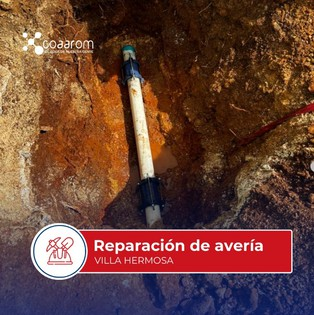 coaarom
Reparación de avería
VILLA HERMOSA